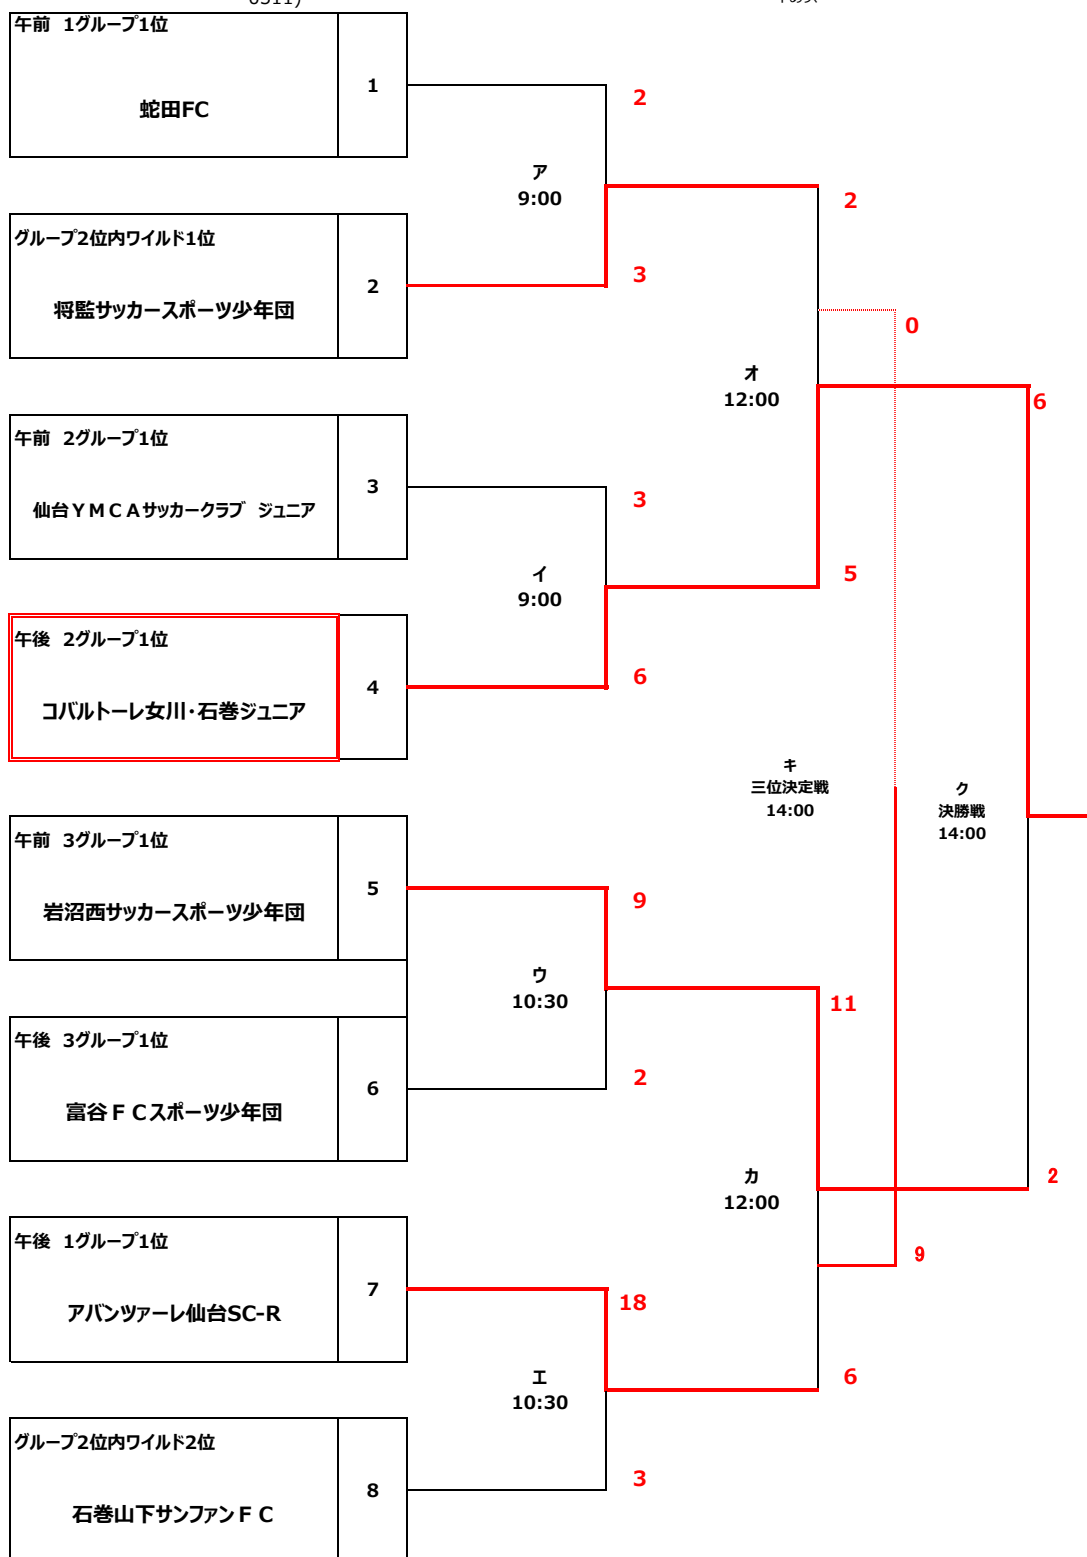 午前 1グループ1位
1
蛇田FC
2
ア
9:00
2
グループ2位内ワイルド1位
2
将監サッカースポーツ少年団
3
0
オ
12:00
6
午前 2グループ1位
3
仙台ＹＭＣＡサッカークラブ ジュニア
3
イ
9:00
5
午後 2グループ1位
4
コバルトーレ女川・石巻ジュニア
6
キ
三位決定戦
14:00
ク
決勝戦
14:00
午前 3グループ1位
5
岩沼西サッカースポーツ少年団
9
ウ
10:30
11
午後 3グループ1位
6
富谷ＦＣスポーツ少年団
2
カ
12:00
2
午後 1グループ1位
7
アバンツァーレ仙台SC-R
18
9
エ
10:30
6
グループ2位内ワイルド2位
8
石巻山下サンファンＦＣ
3